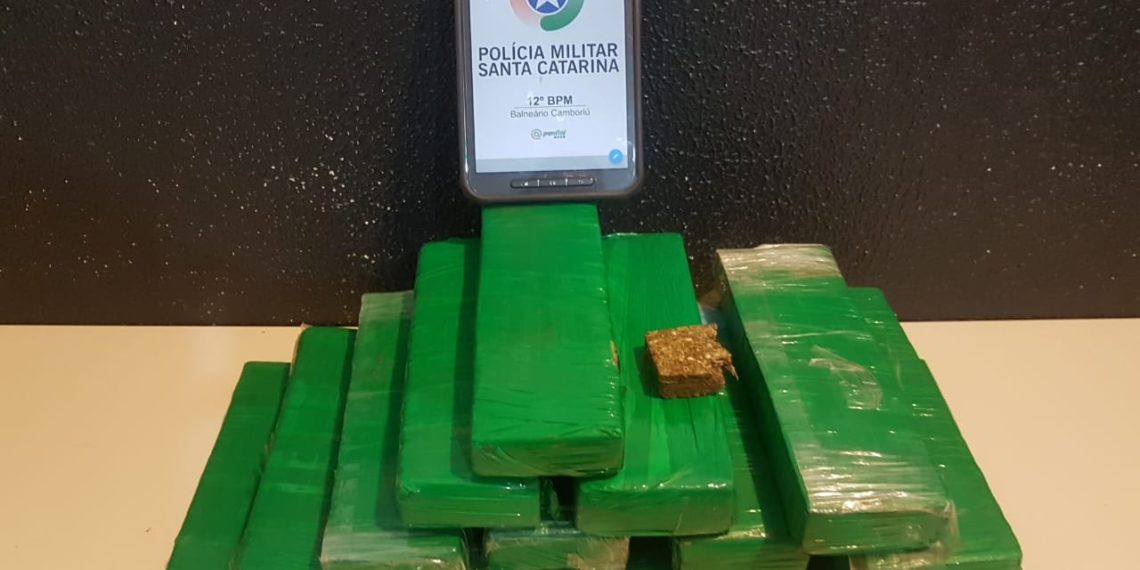 POLÍCIA MILITAR
SANTA CATARINA
12º BPM
Balneário Camboriú